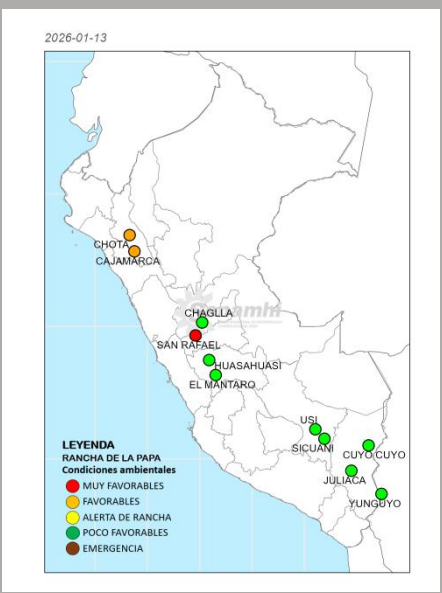 2026-01-13
CHOTA
CAJAMARCA
CHAGLLA
SAN RAFAEL
HUASAHUASI
EL MANTARO
USI
SICUANI
CUYO CUYO
JULIACA
YUNGUYO
LEYENDA
RANCHA DE LA PAPA
Condiciones ambientales
MUY FAVORABLES
FAVORABLES
ALERTA DE RANCHA
POCO FAVORABLES
EMERGENCIA